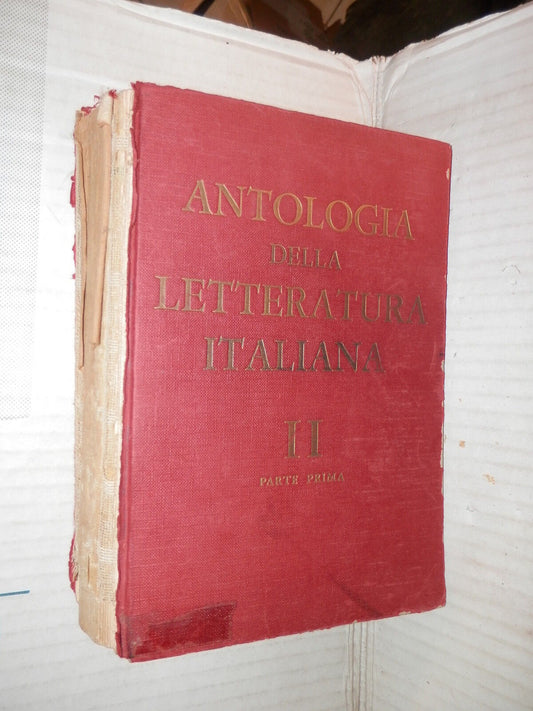 ANTOLOGIA
DELLA
LETTERATURA
ITALIANA
II
PARTE PRIMA